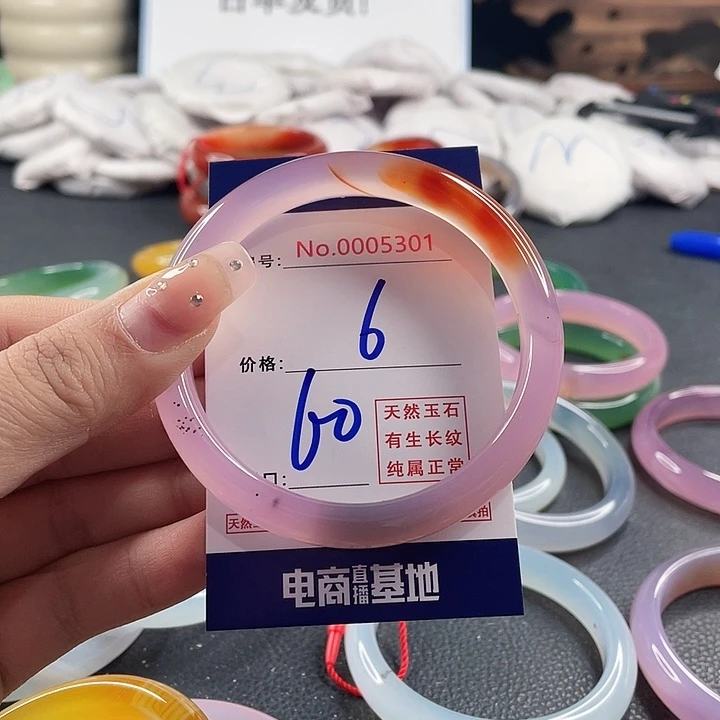 No.0005301
号:
6
价格:
60
天然玉石
有生长纹
纯属正常
口:
电商直播基地